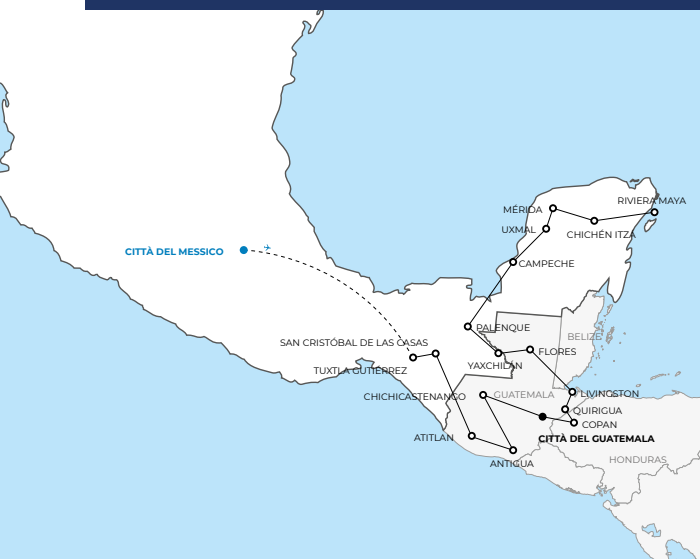 RIVIERA MAYA
MÉRIDA
UXMAL
CHICHÉN ITZA
CITTÀ DEL MESSICO
CAMPECHE
PALENQUE
BELIZE
SAN CRISTÓBAL DE LAS CASAS
FLORES
YAXCHILÁN
TUXTLA GUTIÉRREZ
CHICHICASTENANGO
GUATEMALA
LIVINGSTON
QUIRIGUA
COPAN
ATITLAN
CITTÀ DEL GUATEMALA
HONDURAS
ANTIGUA